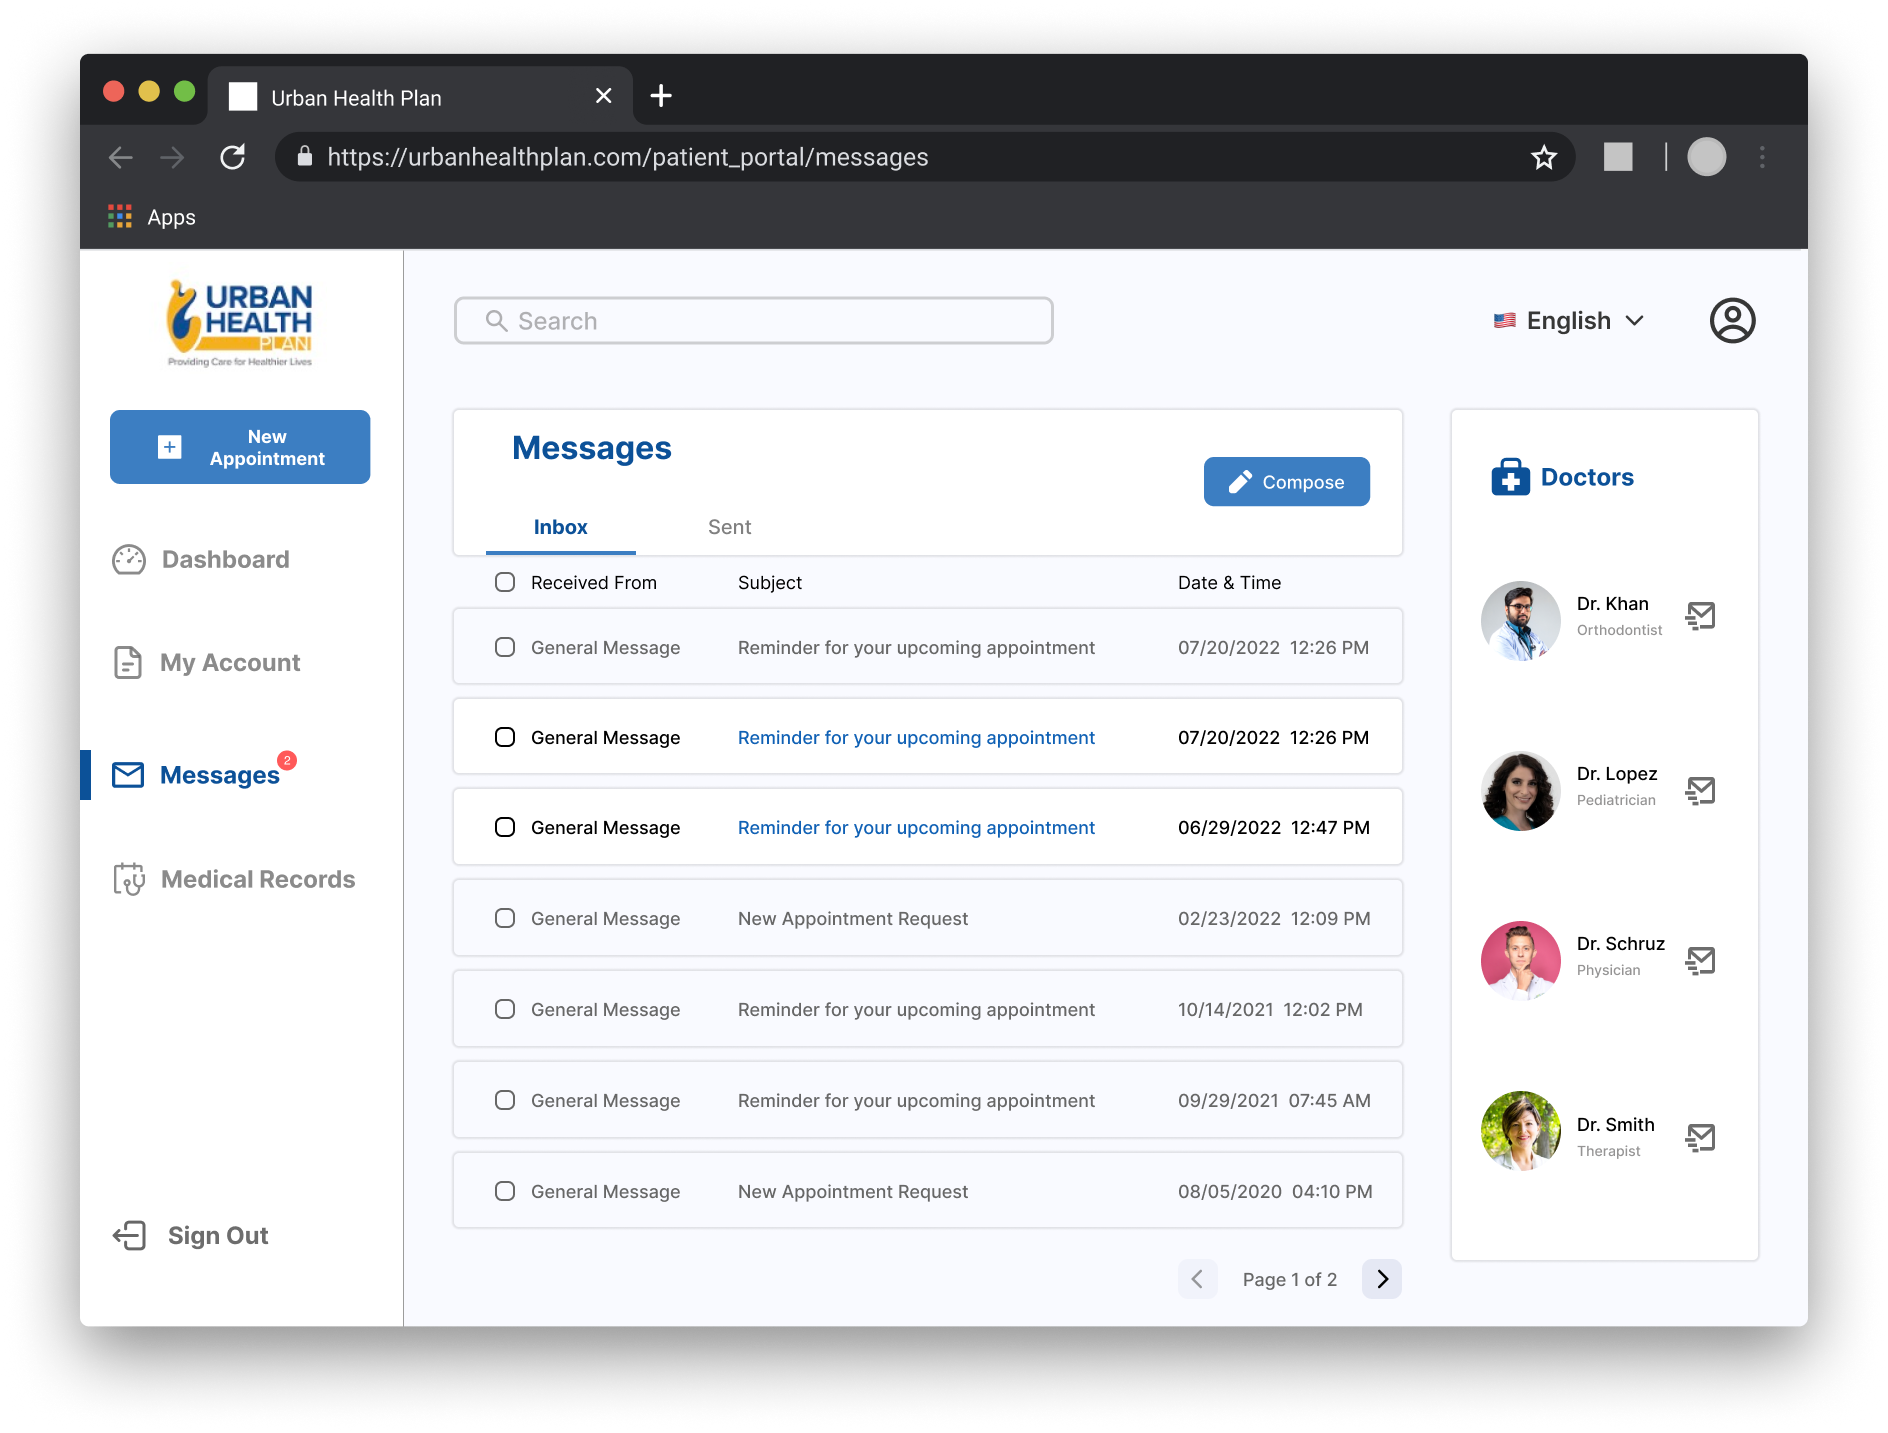 Urban Health Plan
https://urbanhealthplan.com/patient_portal/messages
Apps
URBAN
HEALTH
PLAN
Providing Care for Healthier Lives
New
Appointment
Dashboard
My Account
Messages 2
Medical Records
Sign Out
Search
English
Messages
Compose
Inbox Sent
Received From Subject Date & Time
General Message Reminder for your upcoming appointment 07/20/2022 12:26 PM
General Message Reminder for your upcoming appointment 07/20/2022 12:26 PM
General Message Reminder for your upcoming appointment 06/29/2022 12:47 PM
General Message New Appointment Request 02/23/2022 12:09 PM
General Message Reminder for your upcoming appointment 10/14/2021 12:02 PM
General Message Reminder for your upcoming appointment 09/29/2021 07:45 AM
General Message New Appointment Request 08/05/2020 04:10 PM
Page 1 of 2
Doctors
Dr. Khan
Orthodontist
Dr. Lopez
Pediatrician
Dr. Schruz
Physician
Dr. Smith
Therapist